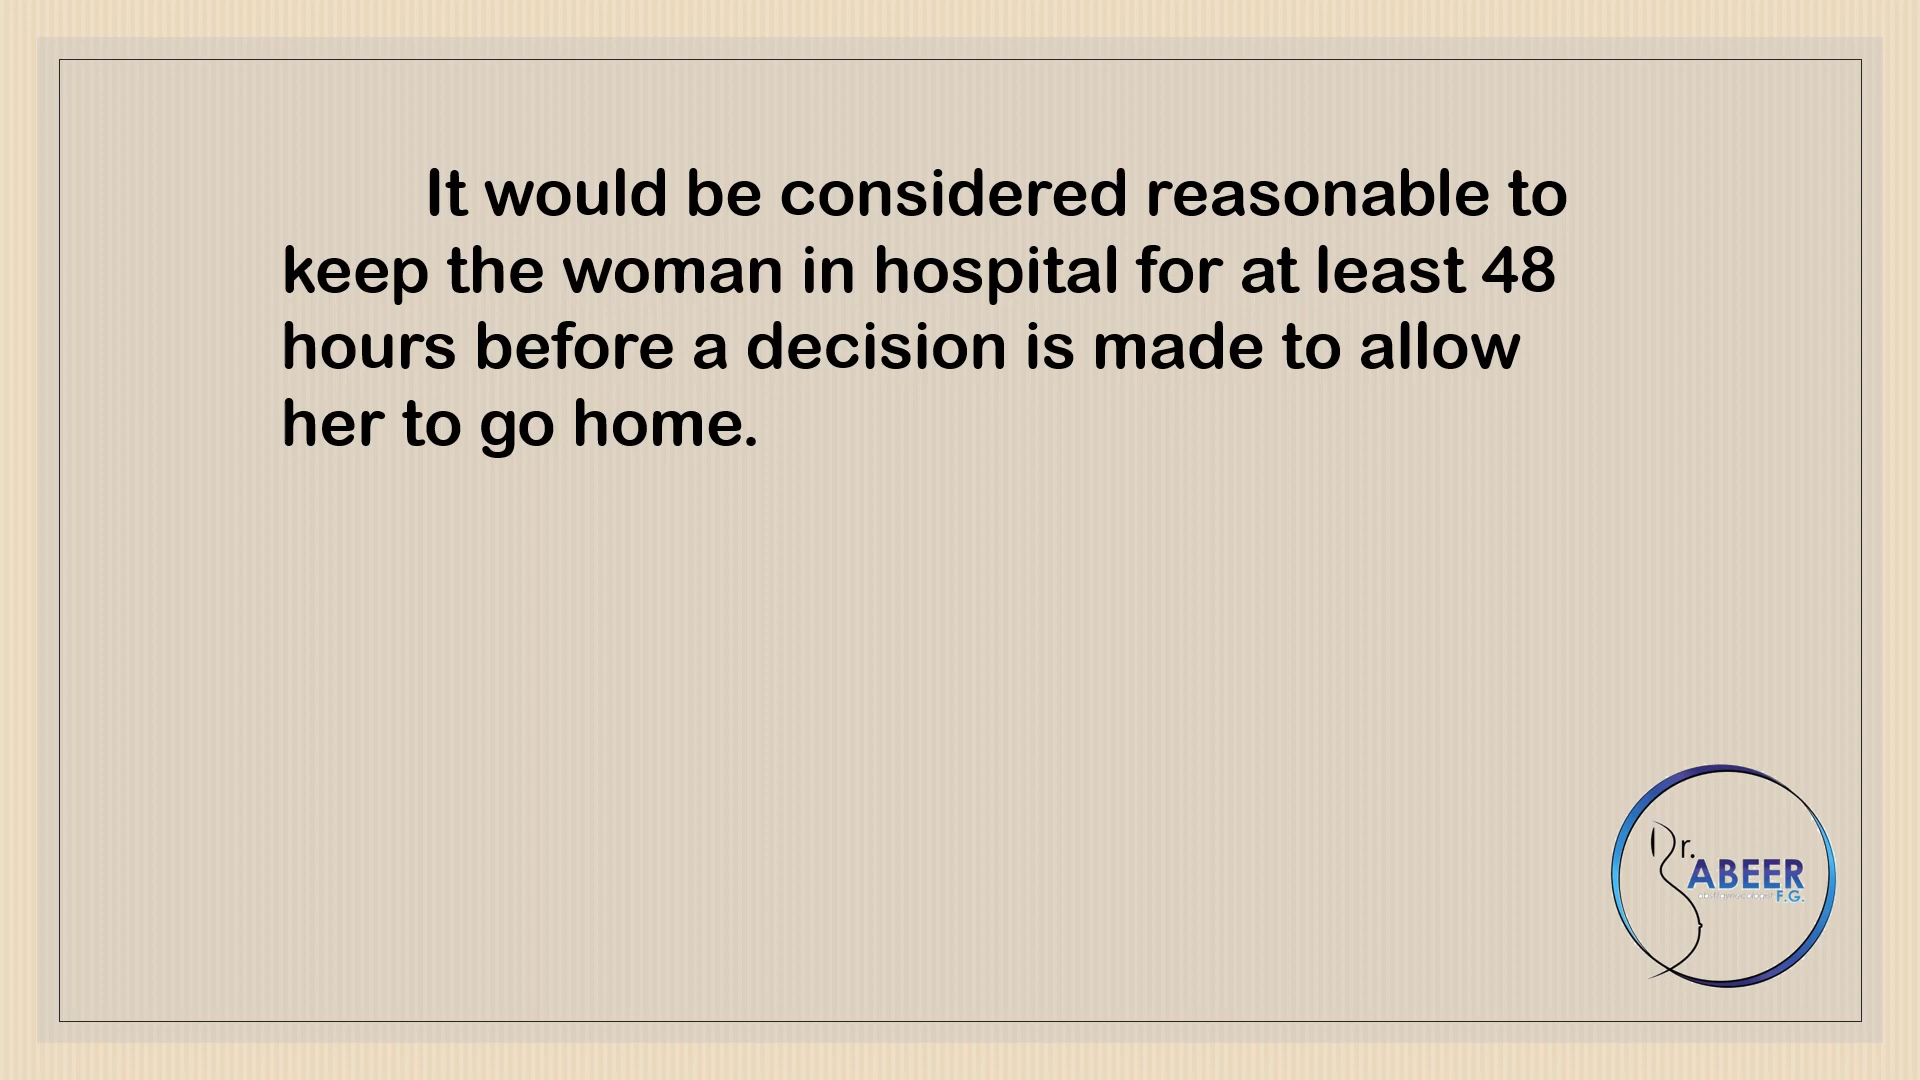 It would be considered reasonable to
keep the woman in hospital for at least 48
hours before a decision is made to allow
her to go home.
Dr.
ABEER
F.G.